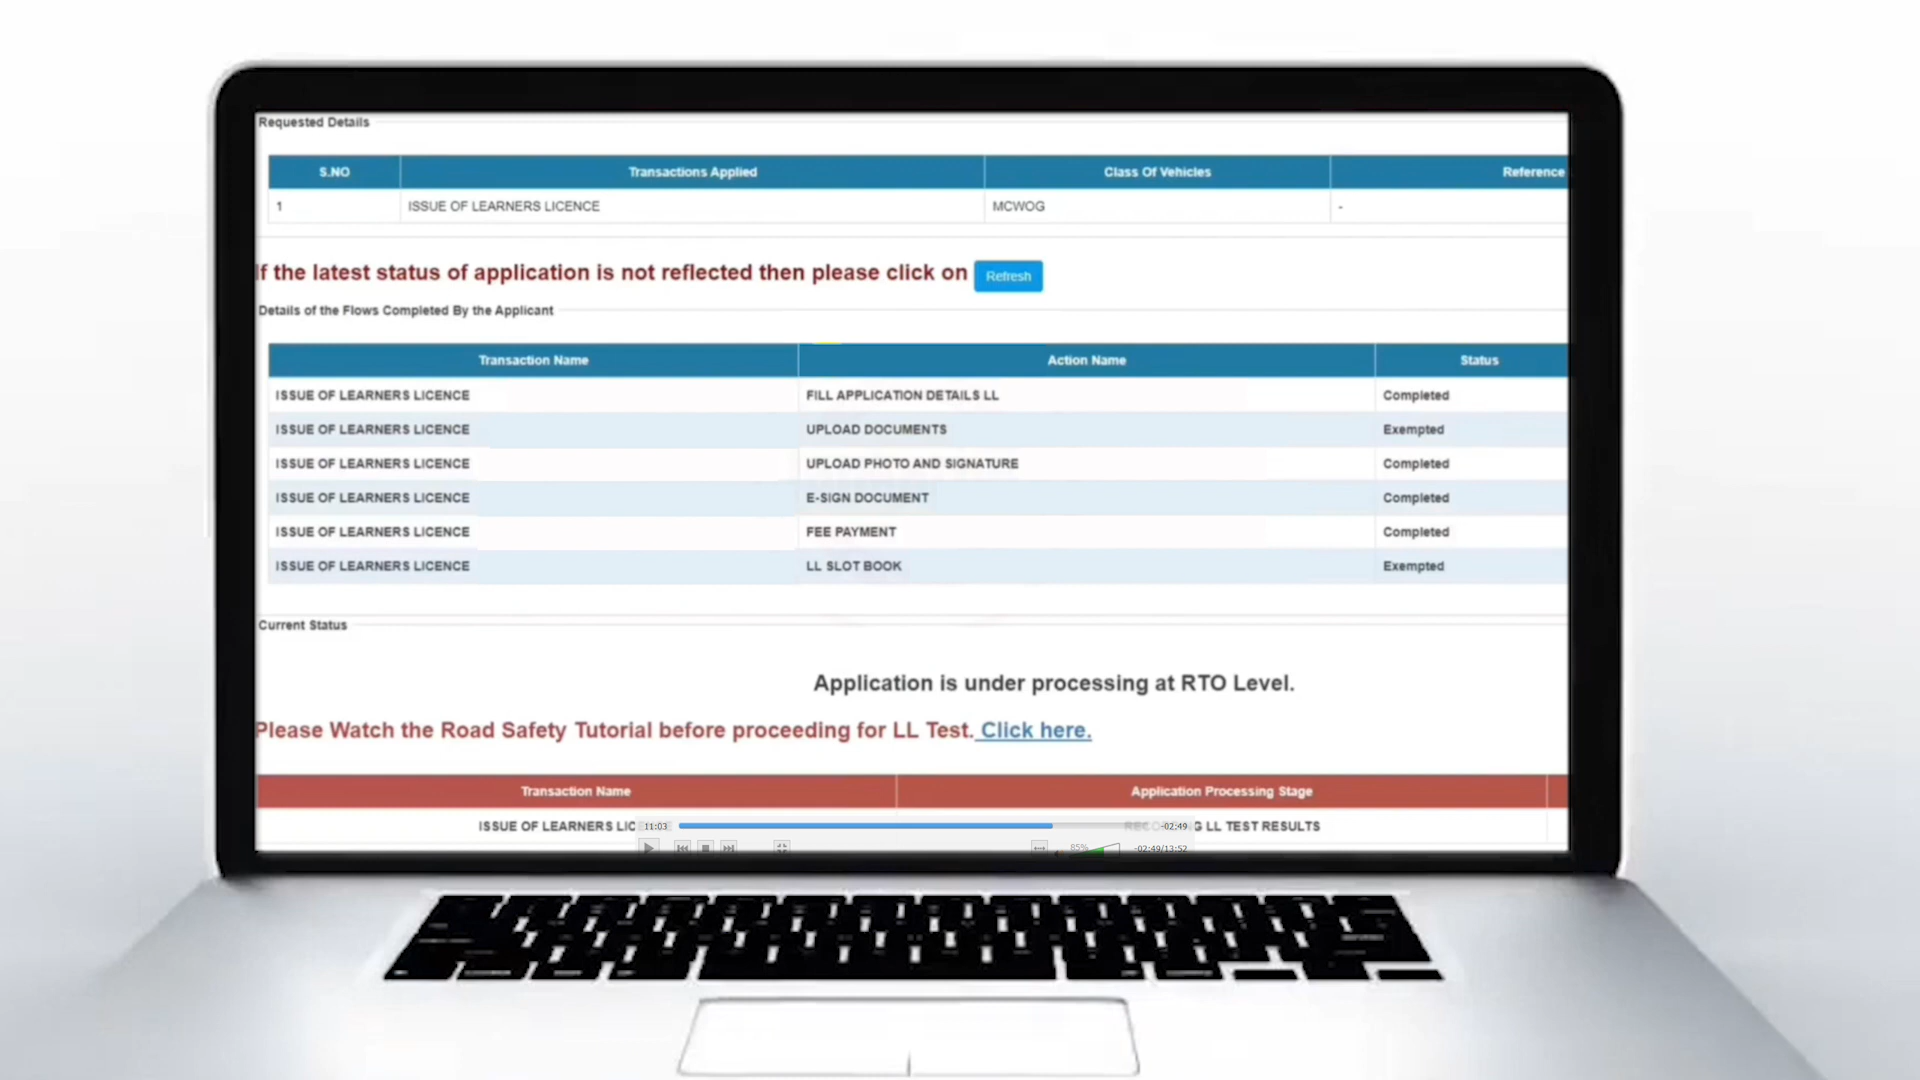 Requested Details
S.NO Transactions Applied Class Of Vehicles Reference
1 ISSUE OF LEARNERS LICENCE MCWOG -
If the latest status of application is not reflected then please click on Refresh
Details of the Flows Completed By the Applicant
Transaction Name Action Name Status
ISSUE OF LEARNERS LICENCE FILL APPLICATION DETAILS LL Completed
ISSUE OF LEARNERS LICENCE UPLOAD DOCUMENTS Exempted
ISSUE OF LEARNERS LICENCE UPLOAD PHOTO AND SIGNATURE Completed
ISSUE OF LEARNERS LICENCE E-SIGN DOCUMENT Completed
ISSUE OF LEARNERS LICENCE FEE PAYMENT Completed
ISSUE OF LEARNERS LICENCE LL SLOT BOOK Exempted
Current Status
Application is under processing at RTO Level.
Please Watch the Road Safety Tutorial before proceeding for LL Test. Click here.
Transaction Name Application Processing Stage
ISSUE OF LEARNERS LIC LL TEST RESULTS
11:03 -02:49
85% -02:49/13:52